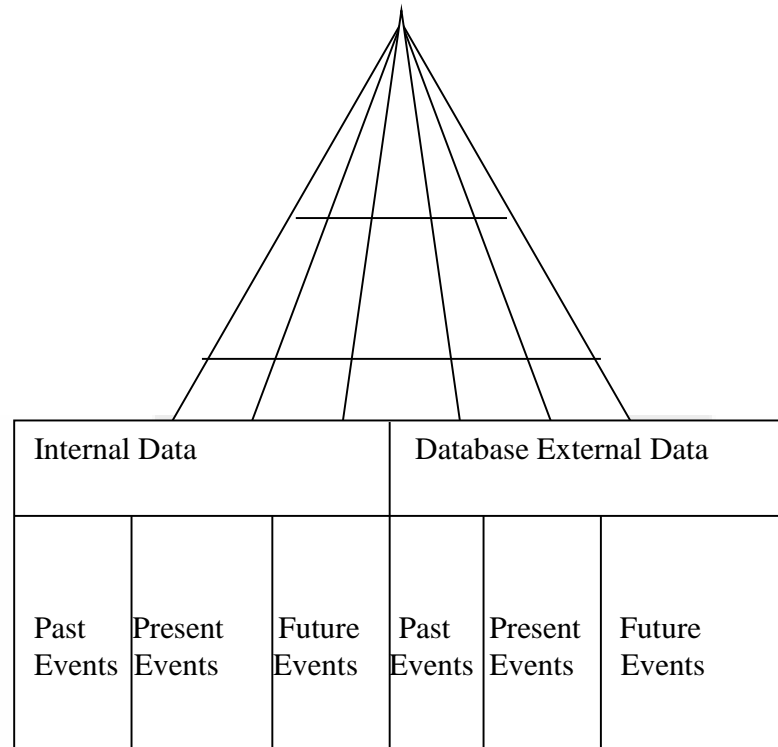 Internal Data
Database External Data
Past Events
Present Events
Future Events
Past Events
Present Events
Future Events